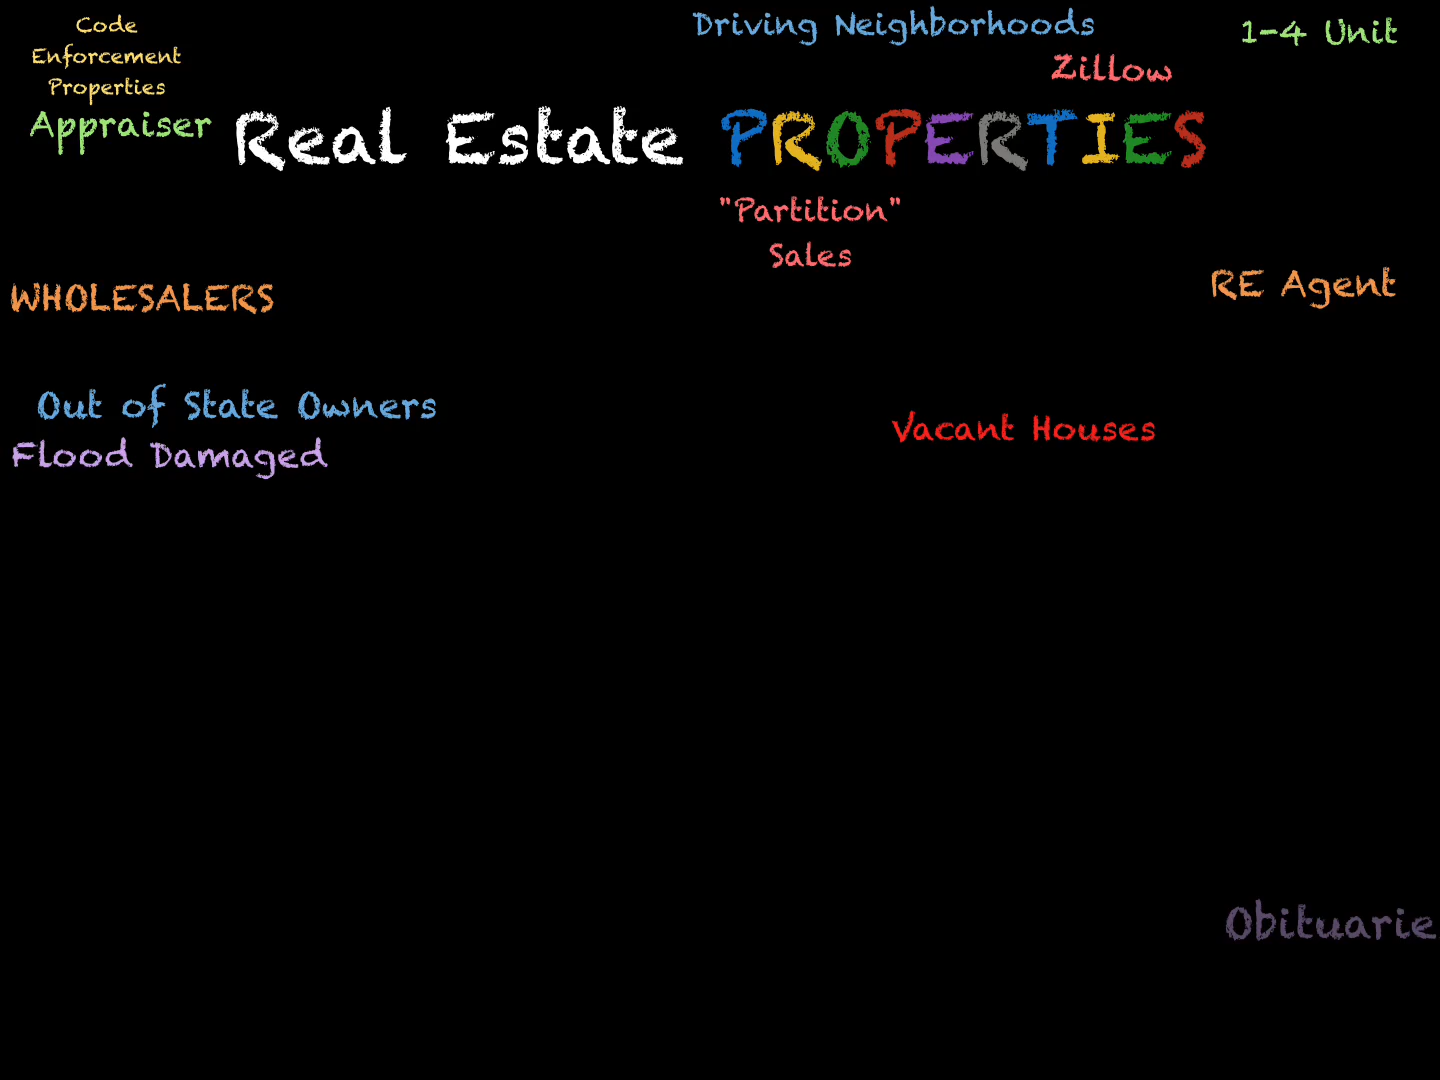 Code
Enforcement
Properties
Driving Neighborhoods
1-4 Unit
Zillow
Appraiser
Real Estate PROPERTIES
"Partition"
Sales
WHOLESALERS
RE Agent
Out of State Owners
Vacant Houses
Flood Damaged
Obituarie